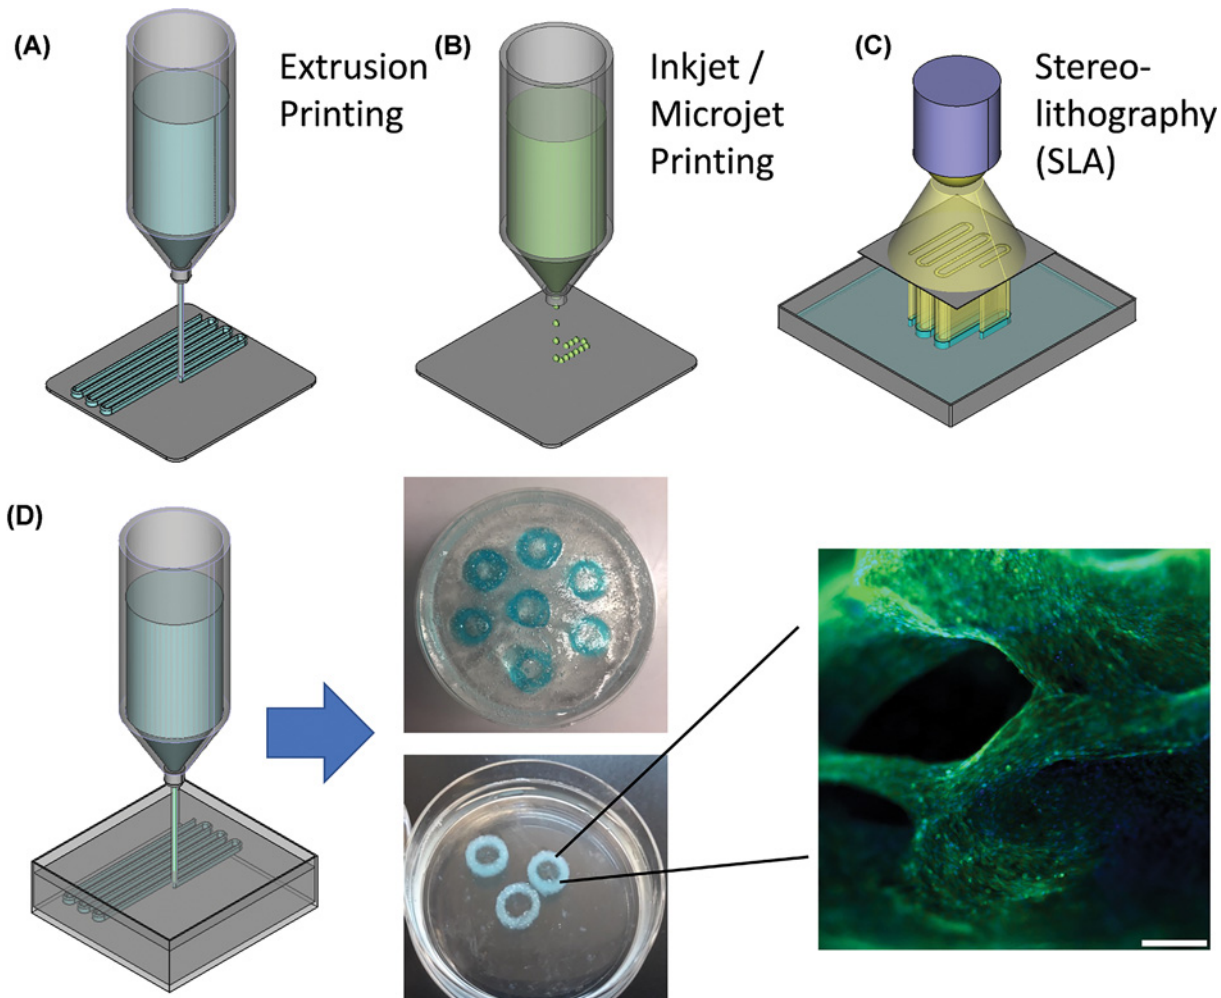 (A)
Extrusion
Printing
(B)
Inkjet /
Microjet
Printing
(C)
Stereo-
lithography
(SLA)
(D)